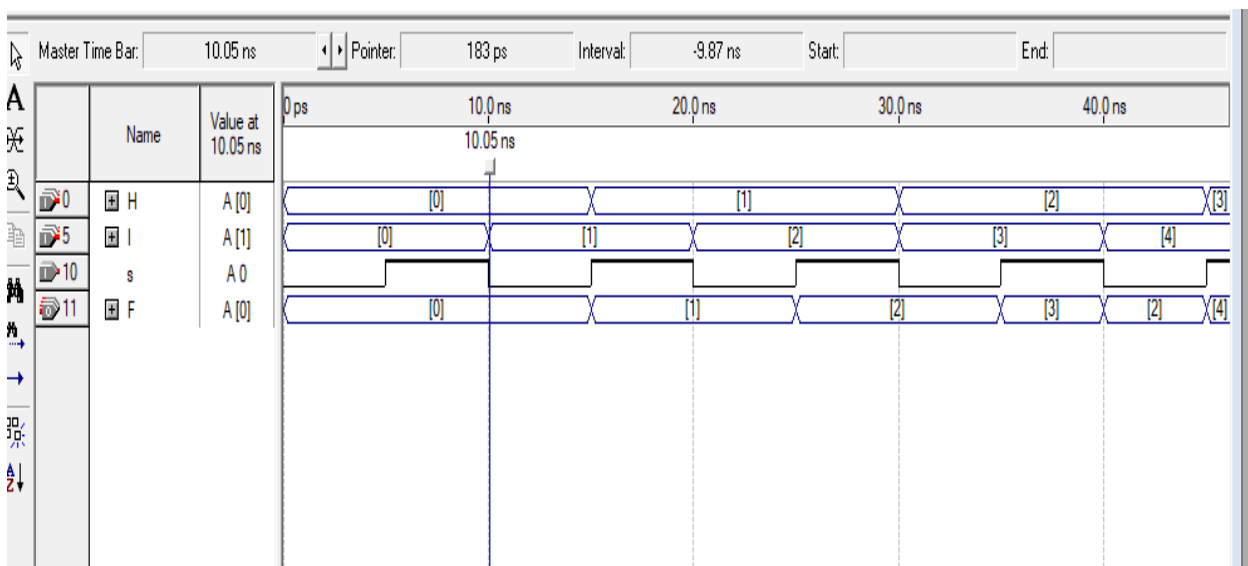 Master Time Bar: 10.05 ns Pointer: 183 ps Interval: -9.87 ns Start: End:
Name
Value at
10.05 ns
0 ps 10.0 ns 20.0 ns 30.0 ns 40.0 ns
10.05 ns
0 H A [0] [0] [1] [2] [3]
5 I A [1] [0] [1] [2] [3] [4]
10 s A 0
11 F A [0] [0] [1] [2] [3] [2] [4]
A
A
Z